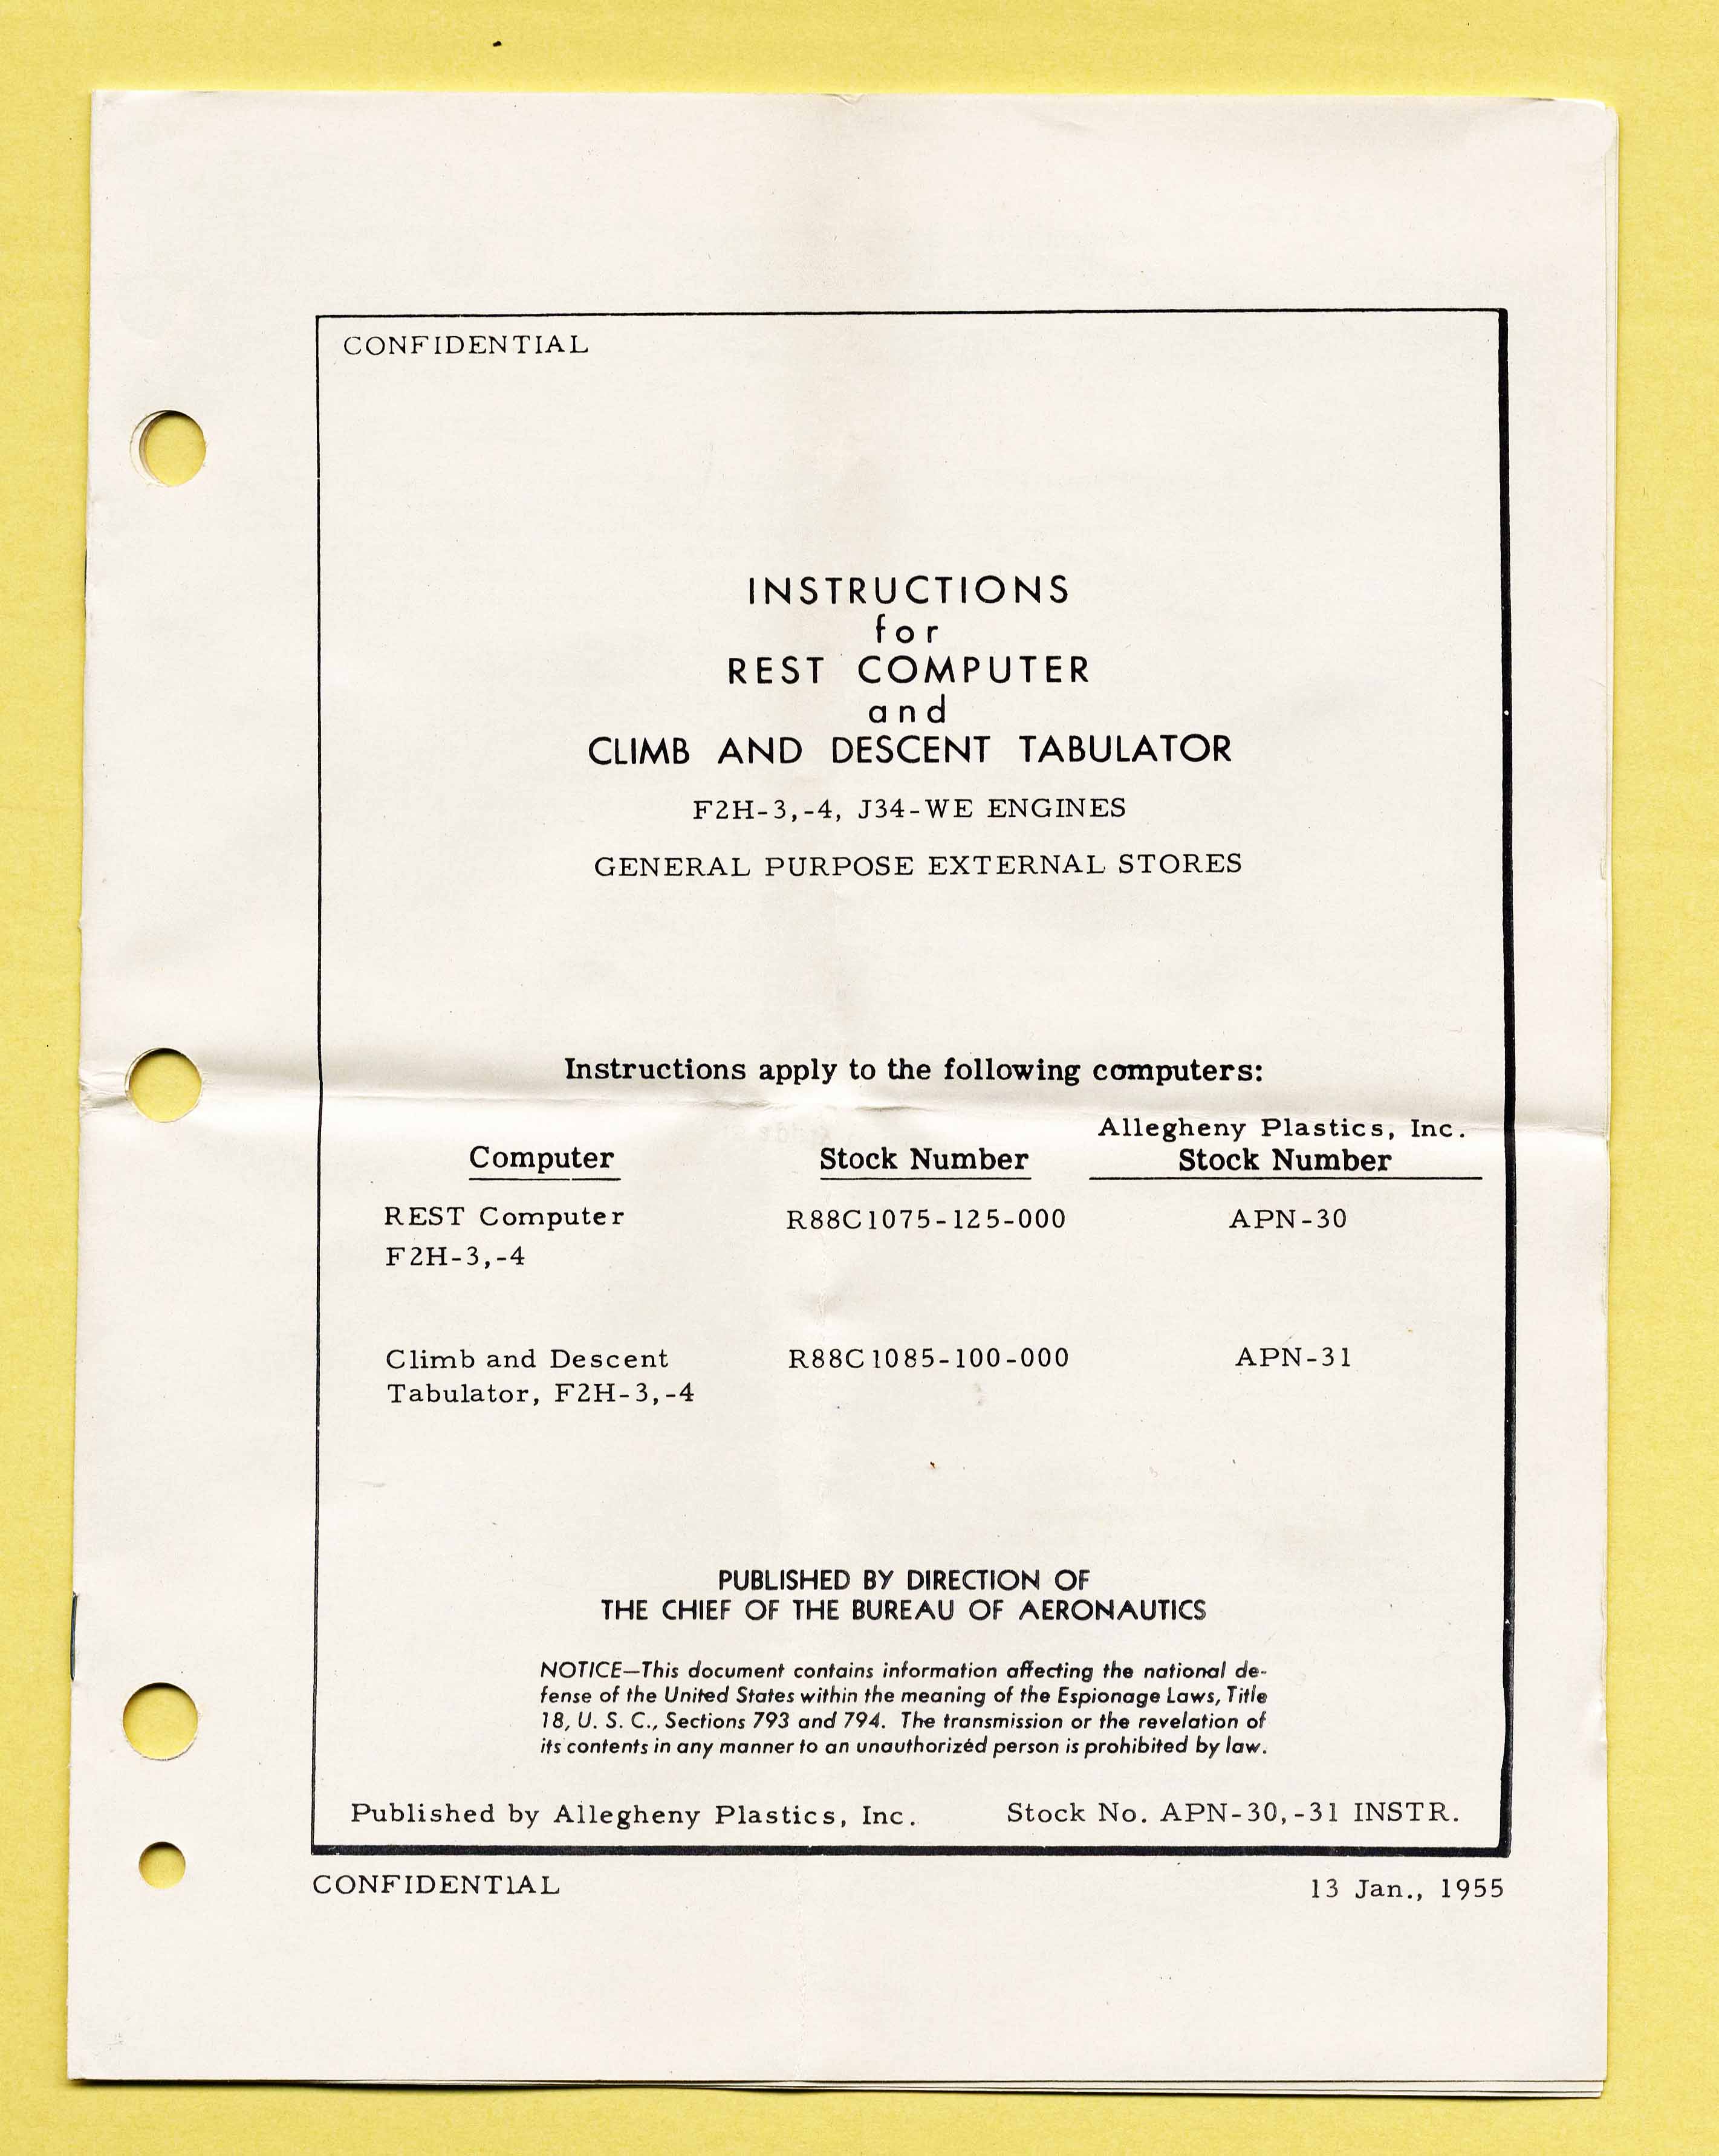 CONFIDENTIAL
INSTRUCTIONS
for
REST COMPUTER
and
CLIMB AND DESCENT TABULATOR
F2H-3,-4, J34-WE ENGINES
GENERAL PURPOSE EXTERNAL STORES
Instructions apply to the following computers:
Allegheny Plastics, Inc.
Computer Stock Number Stock Number
REST Computer R88C1075-125-000 APN-30
F2H-3,-4
Climb and Descent R88C1085-100-000 APN-31
Tabulator, F2H-3,-4
PUBLISHED BY DIRECTION OF
THE CHIEF OF THE BUREAU OF AERONAUTICS
NOTICE—This document contains information affecting the national de-
fense of the United States within the meaning of the Espionage Laws, Title
18, U. S. C., Sections 793 and 794. The transmission or the revelation of
its contents in any manner to an unauthorized person is prohibited by law.
Published by Allegheny Plastics, Inc. Stock No. APN-30,-31 INSTR.
CONFIDENTIAL 13 Jan., 1955